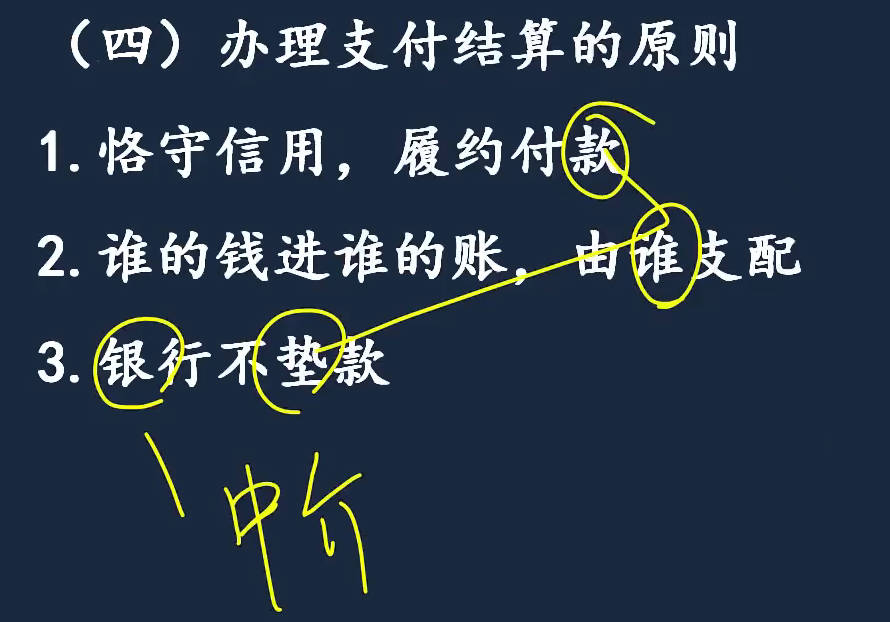 （四）办理支付结算的原则
1.恪守信用，履约付款
2.谁的钱进谁的账，由谁支配
3.银行不垫款
中介